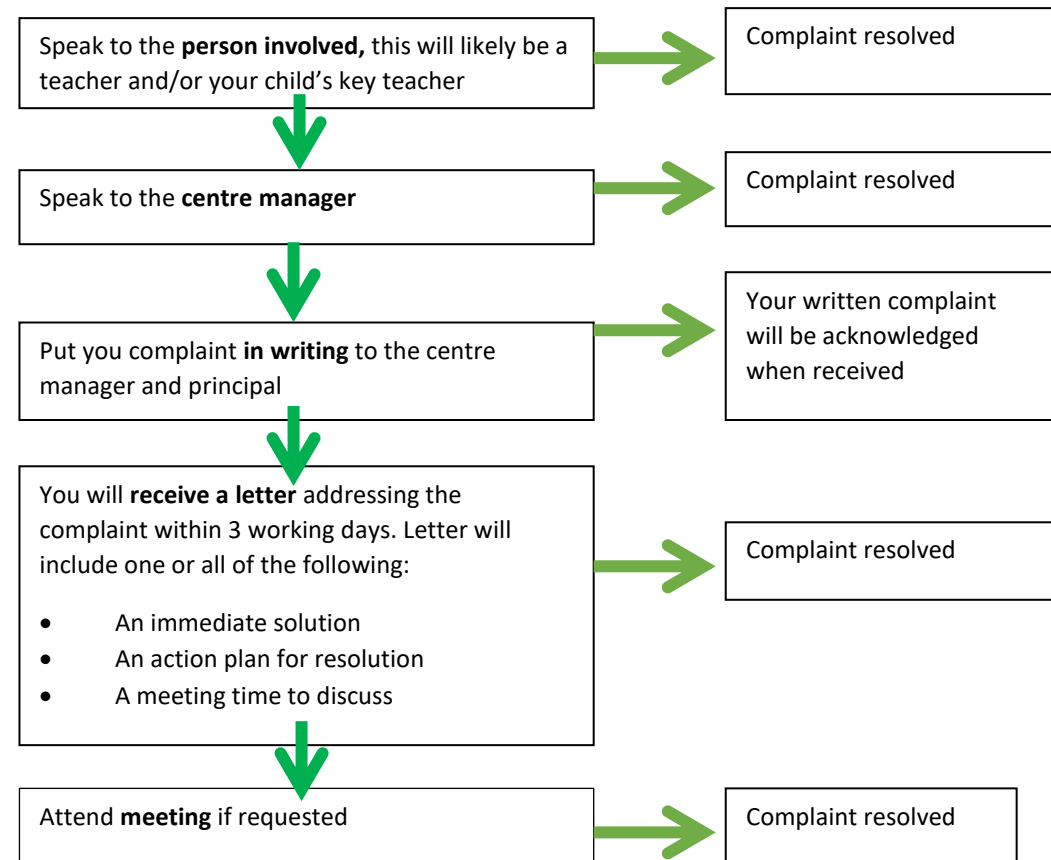 Speak to the person involved, this will likely be a
teacher and/or your child’s key teacher
Complaint resolved
Speak to the centre manager
Complaint resolved
Put you complaint in writing to the centre
manager and principal
Your written complaint
will be acknowledged
when received
You will receive a letter addressing the
complaint within 3 working days. Letter will
include one or all of the following:
• An immediate solution
• An action plan for resolution
• A meeting time to discuss
Complaint resolved
Attend meeting if requested
Complaint resolved